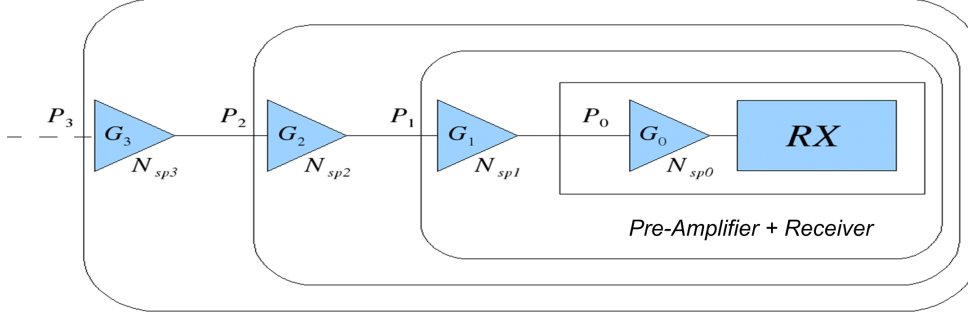 P3 G3 Nsp3
P2 G2 Nsp2
P1 G1 Nsp1
P0 G0 Nsp0
RX
Pre-Amplifier + Receiver